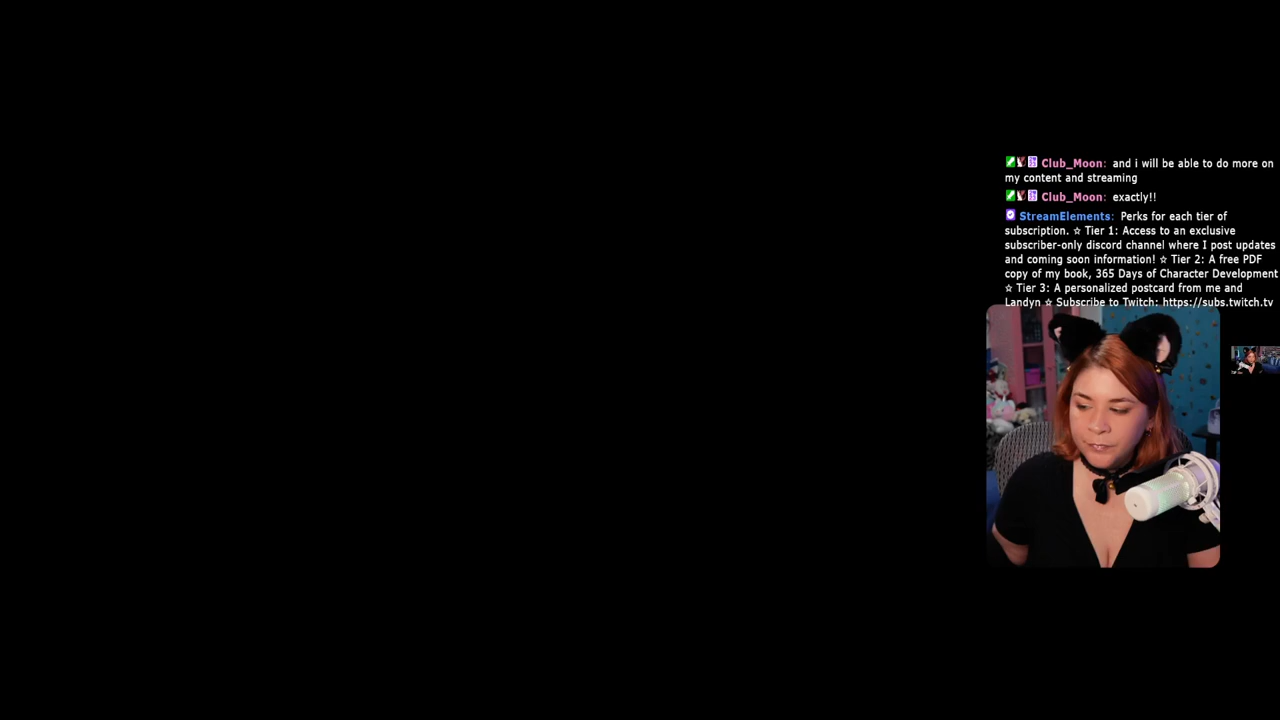 Club_Moon: and i will be able to do more on
my content and streaming
Club_Moon: exactly!!
StreamElements: Perks for each tier of
subscription. ☆ Tier 1: Access to an exclusive
subscriber-only discord channel where I post updates
and coming soon information! ☆ Tier 2: A free PDF
copy of my book, 365 Days of Character Development
☆ Tier 3: A personalized postcard from me and
Landyn ☆ Subscribe to Twitch: https://subs.twitch.tv